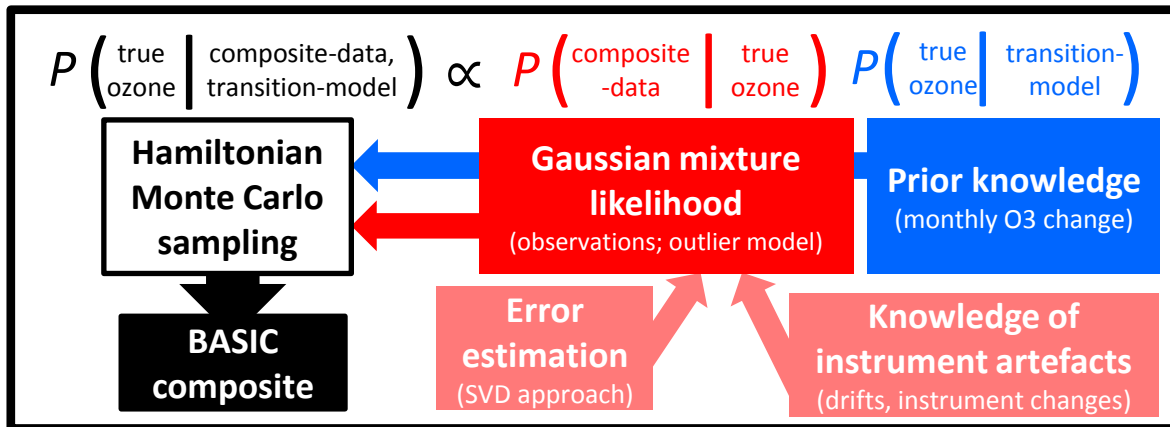 P ( true ozone | composite-data, transition-model ) ∝ P ( composite -data | true ozone ) P ( true ozone | transition- model )
Hamiltonian
Monte Carlo
sampling
Gaussian mixture
likelihood
(observations; outlier model)
Prior knowledge
(monthly O3 change)
BASIC
composite
Error
estimation
(SVD approach)
Knowledge of
instrument artefacts
(drifts, instrument changes)